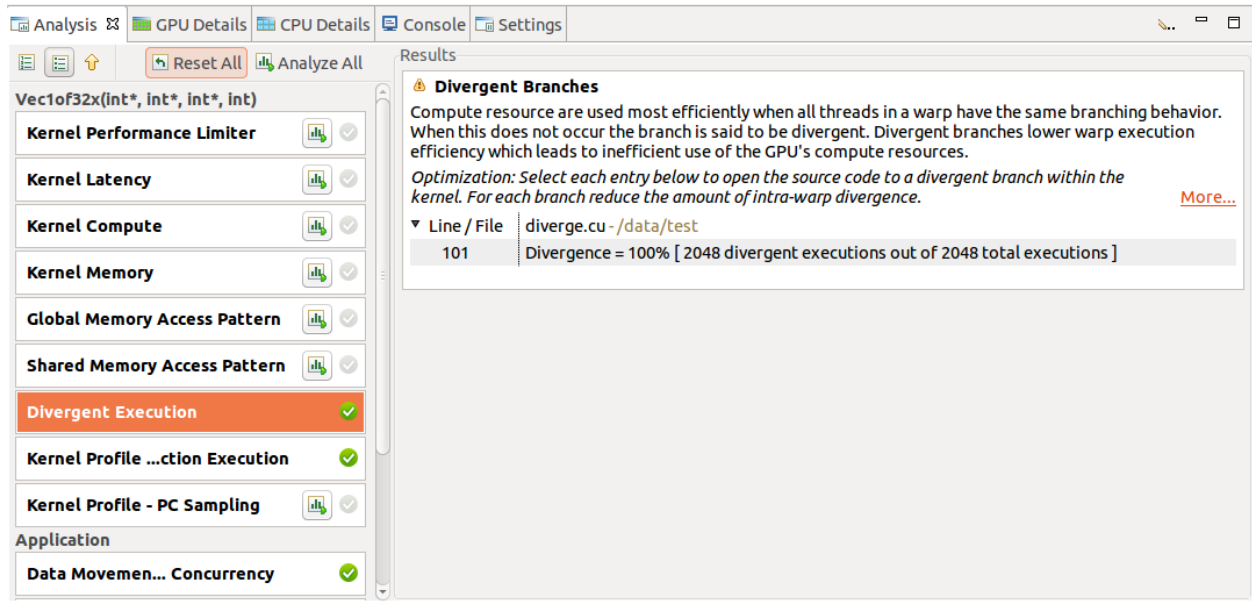 Analysis GPU Details CPU Details Console Settings
Reset All Analyze All
Vec1of32x(int*, int*, int*, int)
Kernel Performance Limiter
Kernel Latency
Kernel Compute
Kernel Memory
Global Memory Access Pattern
Shared Memory Access Pattern
Divergent Execution
Kernel Profile ...ction Execution
Kernel Profile - PC Sampling
Application
Data Movemen... Concurrency
Results
Divergent Branches
Compute resource are used most efficiently when all threads in a warp have the same branching behavior.
When this does not occur the branch is said to be divergent. Divergent branches lower warp execution
efficiency which leads to inefficient use of the GPU's compute resources.
Optimization: Select each entry below to open the source code to a divergent branch within the
kernel. For each branch reduce the amount of intra-warp divergence. More...
Line / File diverge.cu - /data/test
101 Divergence = 100% [ 2048 divergent executions out of 2048 total executions ]